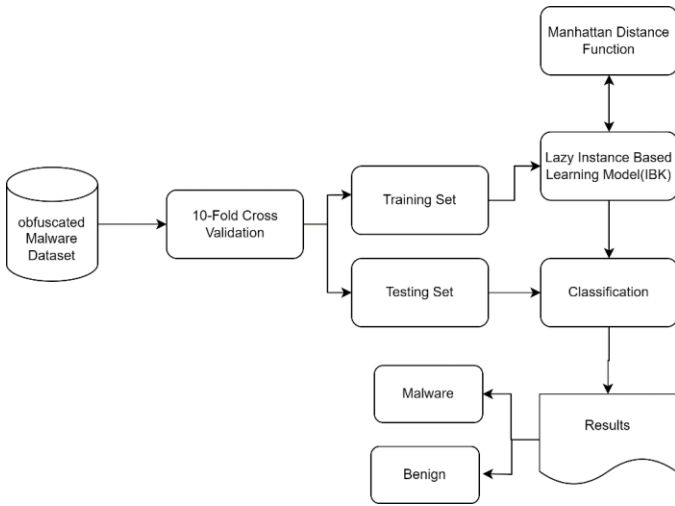 Manhattan Distance
Function
Lazy Instance Based
Learning Model(IBK)
obfuscated
Malware
Dataset
10-Fold Cross
Validation
Training Set
Testing Set
Classification
Malware
Results
Benign